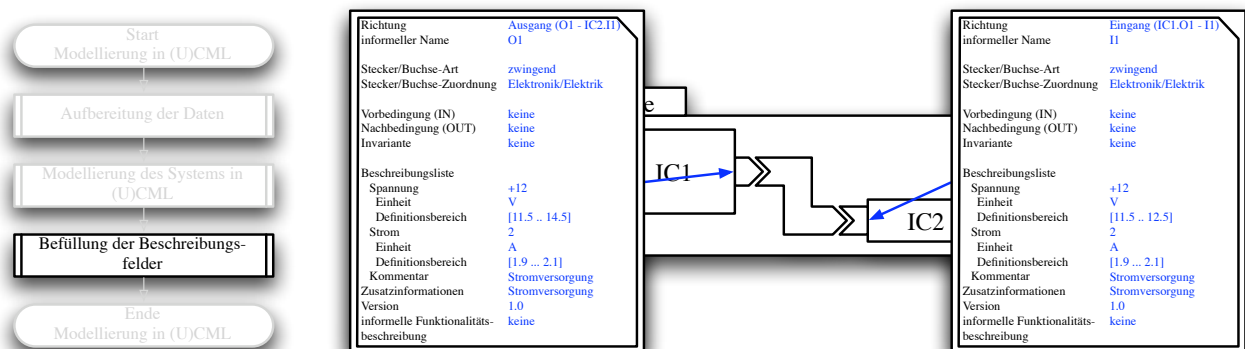 Start
Modellierung in (U)CML
Aufbereitung der Daten
Modellierung des Systems in
(U)CML
Befüllung der Beschreibungs-
felder
Ende
Modellierung in (U)CML
Richtung Ausgang (O1 - IC2.I1)
informeller Name O1
Stecker/Buchse-Art zwingend
Stecker/Buchse-Zuordnung Elektronik/Elektrik
Vorbedingung (IN) keine
Nachbedingung (OUT) keine
Invariante keine
Beschreibungsliste
Spannung +12
Einheit V
Definitionsbereich [11.5 .. 14.5]
Strom 2
Einheit A
Definitionsbereich [1.9 ... 2.1]
Kommentar Stromversorgung
Zusatzinformationen Stromversorgung
Version 1.0
informelle Funktionalitäts- keine
beschreibung
e
IC1
IC2
Richtung Eingang (IC1.O1 - I1)
informeller Name I1
Stecker/Buchse-Art zwingend
Stecker/Buchse-Zuordnung Elektronik/Elektrik
Vorbedingung (IN) keine
Nachbedingung (OUT) keine
Invariante keine
Beschreibungsliste
Spannung +12
Einheit V
Definitionsbereich [11.5 .. 12.5]
Strom 2
Einheit A
Definitionsbereich [1.9 ... 2.1]
Kommentar Stromversorgung
Zusatzinformationen Stromversorgung
Version 1.0
informelle Funktionalitäts- keine
beschreibung